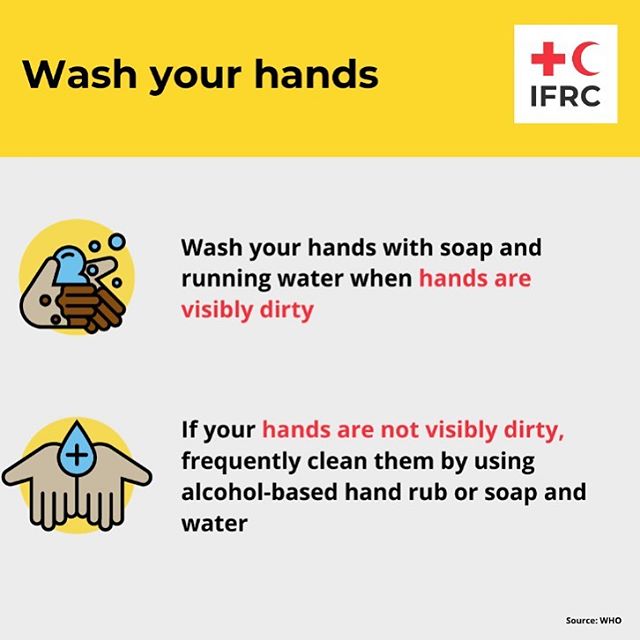 Wash your hands
IFRC
Wash your hands with soap and
running water when hands are
visibly dirty
If your hands are not visibly dirty,
frequently clean them by using
alcohol-based hand rub or soap and
water
Source: WHO